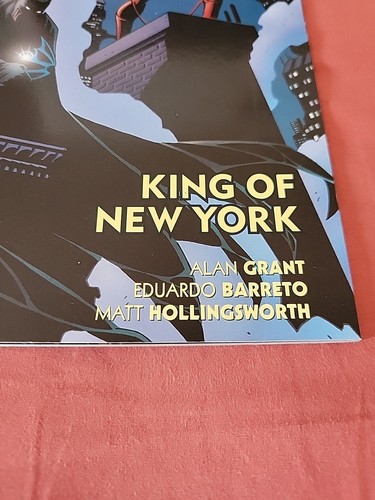 KING OF
NEW YORK
ALAN GRANT
EDUARDO BARRETO
MATT HOLLINGSWORTH